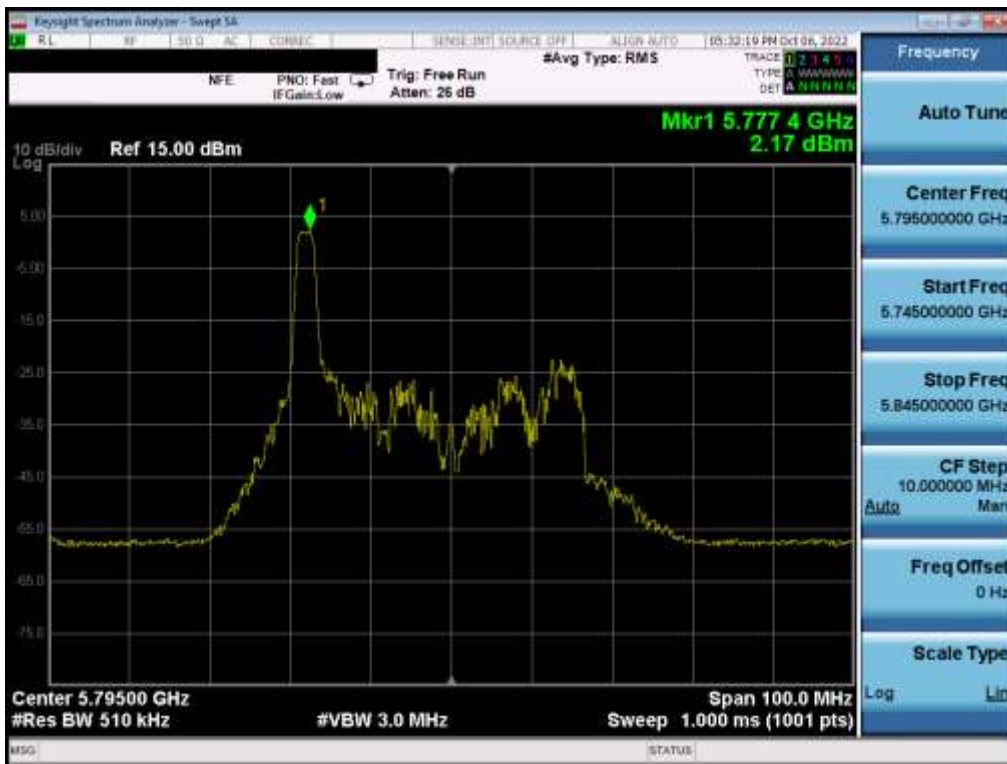 Keysight Spectrum Analyzer - Swept SA
RL RF 50 Ω AC CORREC SENSE:INT SOURCE OFF ALIGN AUTO 05:32:19 PM Oct 06, 2022
#Avg Type: RMS
NFE PNO: Fast IFGain:Low
Trig: Free Run
Atten: 26 dB
TRACE 1 2 3 4 5 6
TYPE A WWWWW
DET A N N N N N
Mkr1 5.777 4 GHz
2.17 dBm
10 dB/div Ref 15.00 dBm
Log
1
5.00
-5.00
-15.0
-25.0
-35.0
-45.0
-55.0
-65.0
-75.0
Center 5.79500 GHz Span 100.0 MHz
#Res BW 510 kHz #VBW 3.0 MHz Sweep 1.000 ms (1001 pts)
MSG STATUS
Frequency
Auto Tune
Center Freq
5.795000000 GHz
Start Freq
5.745000000 GHz
Stop Freq
5.845000000 GHz
CF Step
10.000000 MHz
Auto Man
Freq Offset
0 Hz
Scale Type
Log Lin